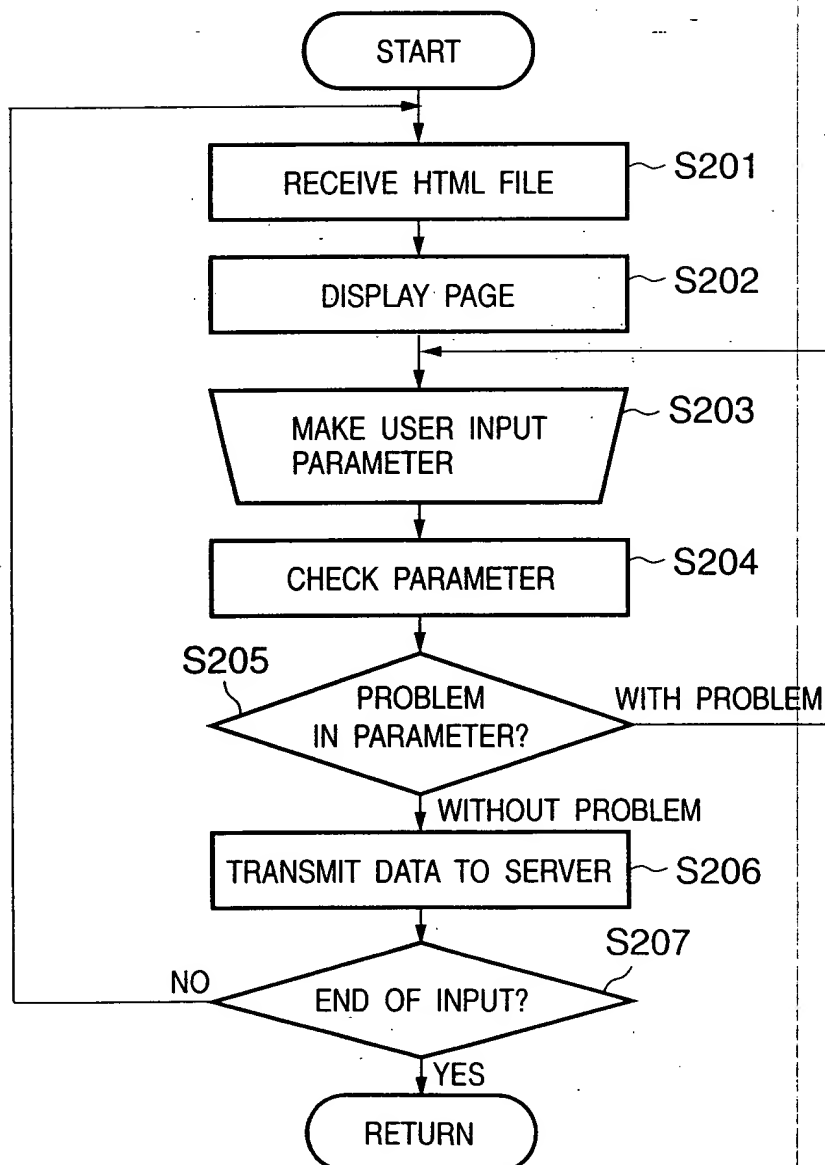 START
RECEIVE HTML FILE
S201
DISPLAY PAGE
S202
MAKE USER INPUT
PARAMETER
S203
CHECK PARAMETER
S204
S205
PROBLEM
IN PARAMETER?
WITH PROBLEM
WITHOUT PROBLEM
TRANSMIT DATA TO SERVER
S206
S207
NO
END OF INPUT?
YES
RETURN